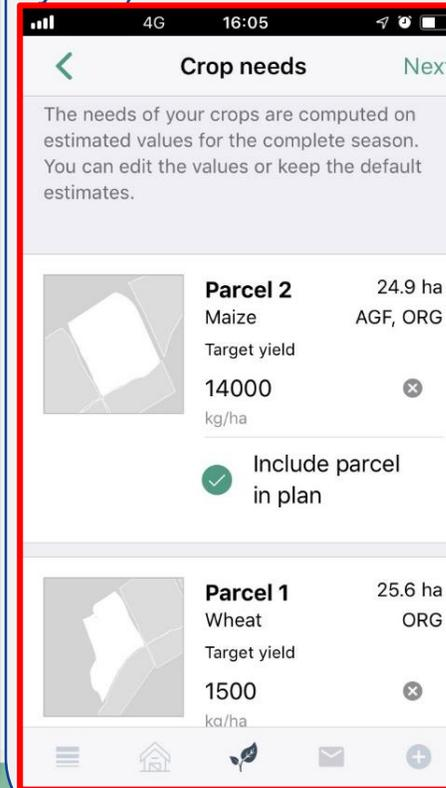 4G 16:05
Crop needs Next
The needs of your crops are computed on
estimated values for the complete season.
You can edit the values or keep the default
estimates.
Parcel 2 24.9 ha
Maize AGF, ORG
Target yield
14000
kg/ha
Include parcel
in plan
Parcel 1 25.6 ha
Wheat ORG
Target yield
1500
kg/ha